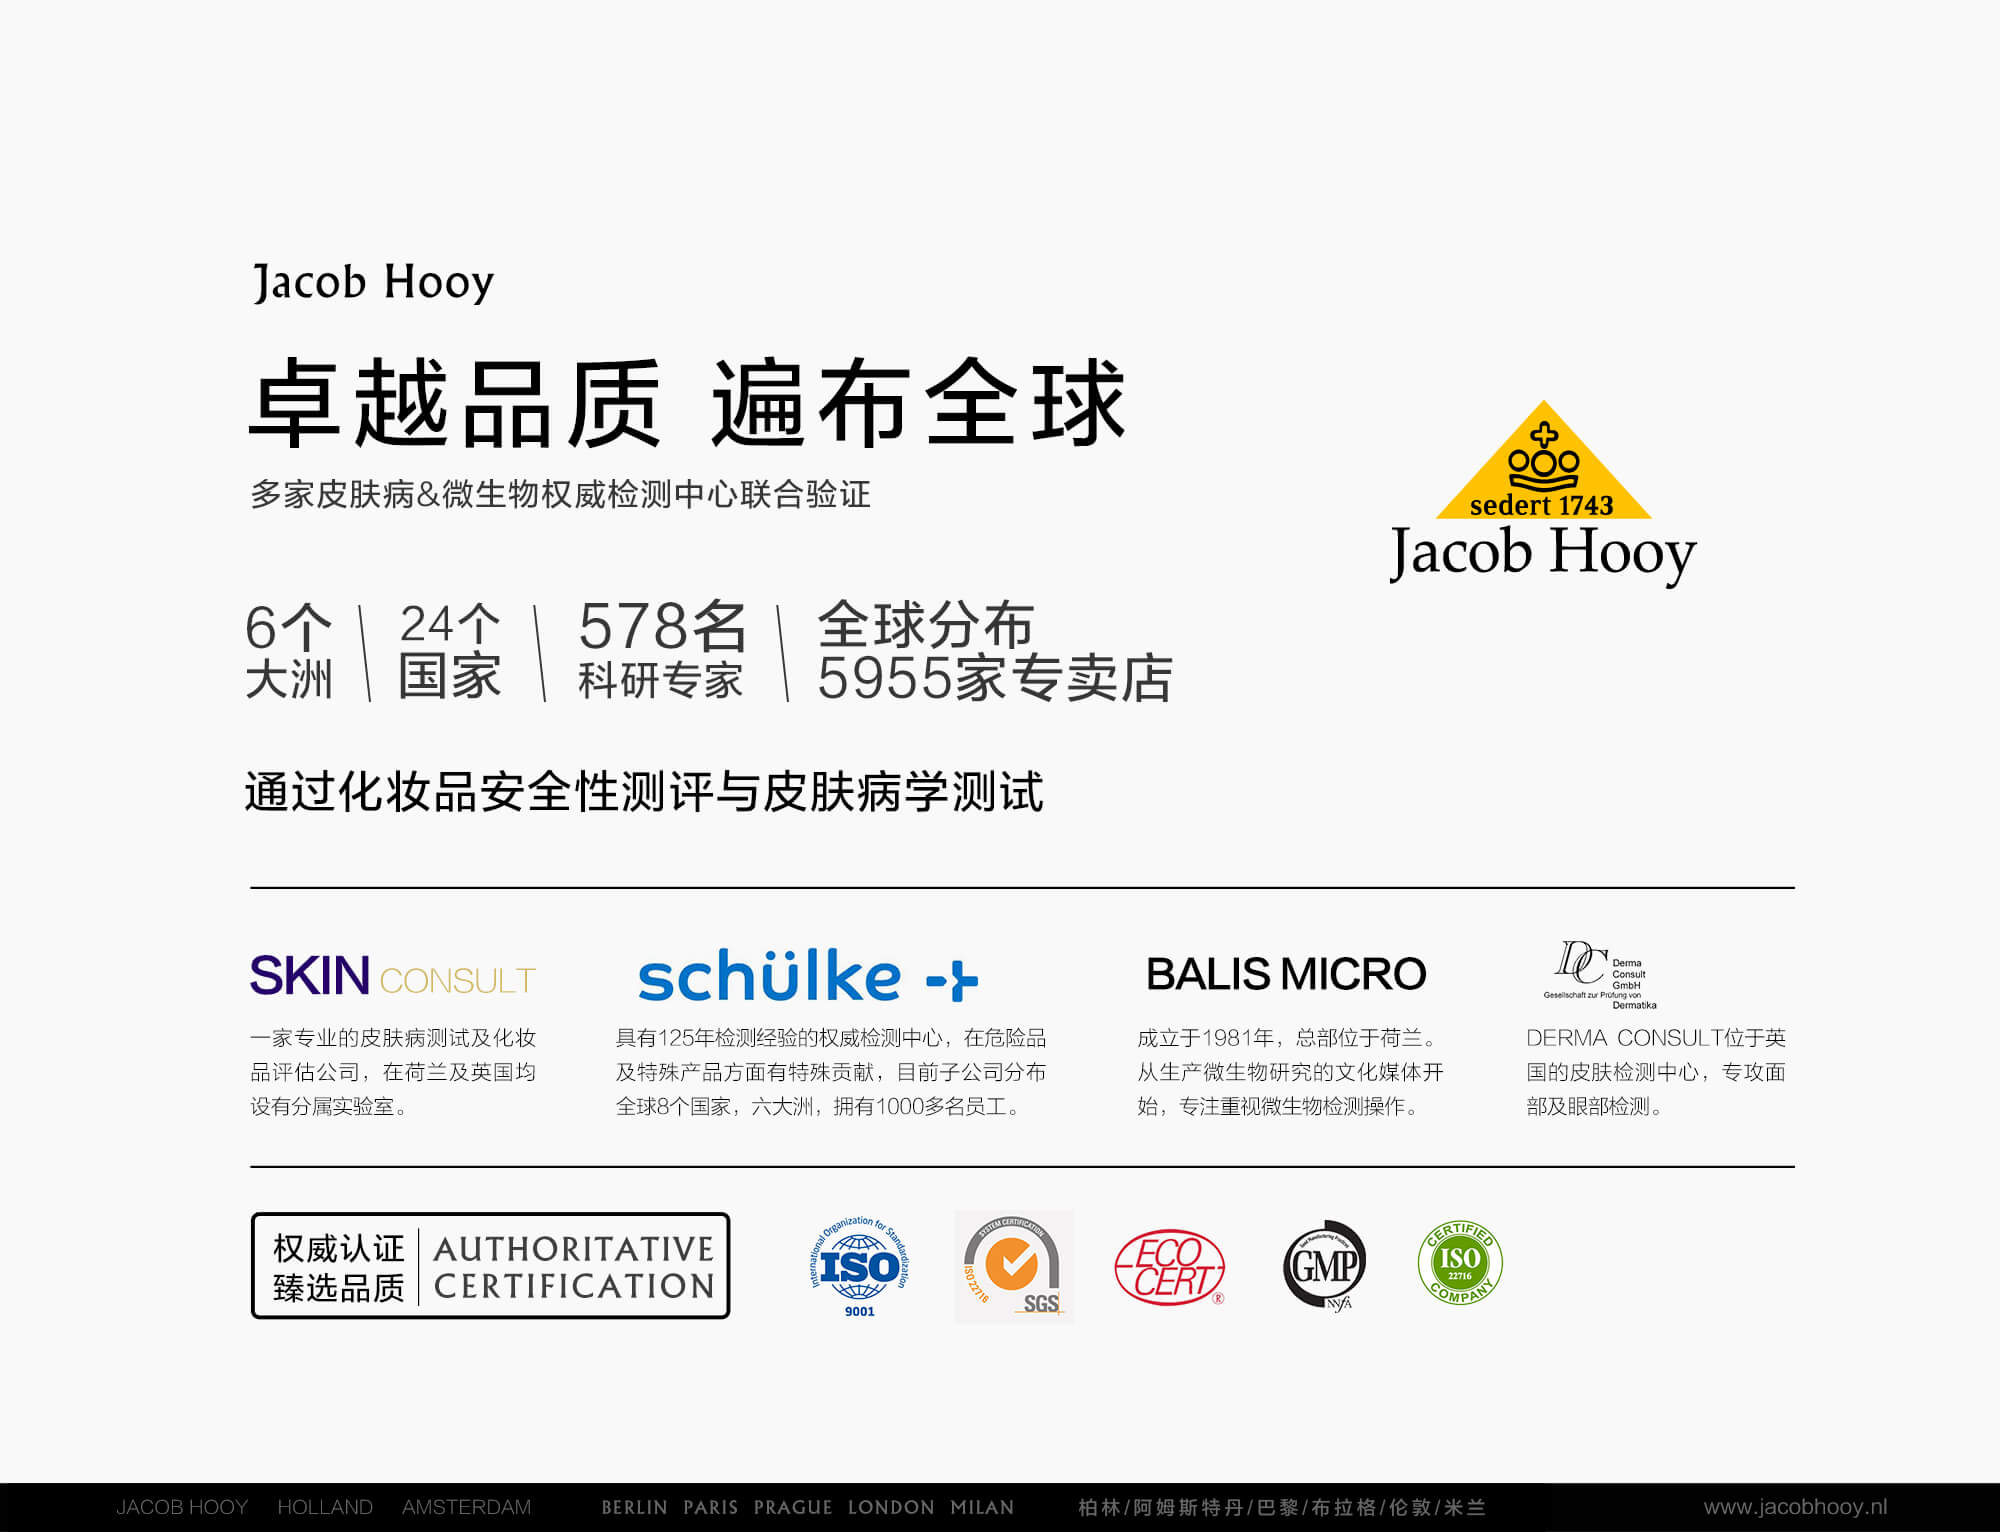 Jacob Hooy
卓越品质 遍布全球
多家皮肤病&微生物权威检测中心联合验证
sedert 1743
Jacob Hooy
6个
大洲
24个
国家
578名
科研专家
全球分布
5955家专卖店
通过化妆品安全性测评与皮肤病学测试
SKIN CONSULT
一家专业的皮肤病测试及化妆
品评估公司，在荷兰及英国均
设有分属实验室。
schülke
具有125年检测经验的权威检测中心，在危险品
及特殊产品方面有特殊贡献，目前子公司分布
全球8个国家，六大洲，拥有1000多名员工。
BALIS MICRO
成立于1981年，总部位于荷兰。
从生产微生物研究的文化媒体开
始，专注重视微生物检测操作。
DC
Derma
Consult
GmbH
Gesellschaft zur Prüfung von
Dermatika
DERMA CONSULT位于英
国的皮肤检测中心，专攻面
部及眼部检测。
权威认证
臻选品质
AUTHORITATIVE
CERTIFICATION
International Organization for Standardization
ISO
9001
SYSTEM CERTIFICATION
ISO 22716
SGS
ECO
CERT
®
Good Manufacturing Practices
GMP
CERTIFIED
ISO
22716
COMPANY
JACOB HOOY HOLLAND AMSTERDAM BERLIN PARIS PRAGUE LONDON MILAN 柏林/阿姆斯特丹/巴黎/布拉格/伦敦/米兰 www.jacobhooy.nl